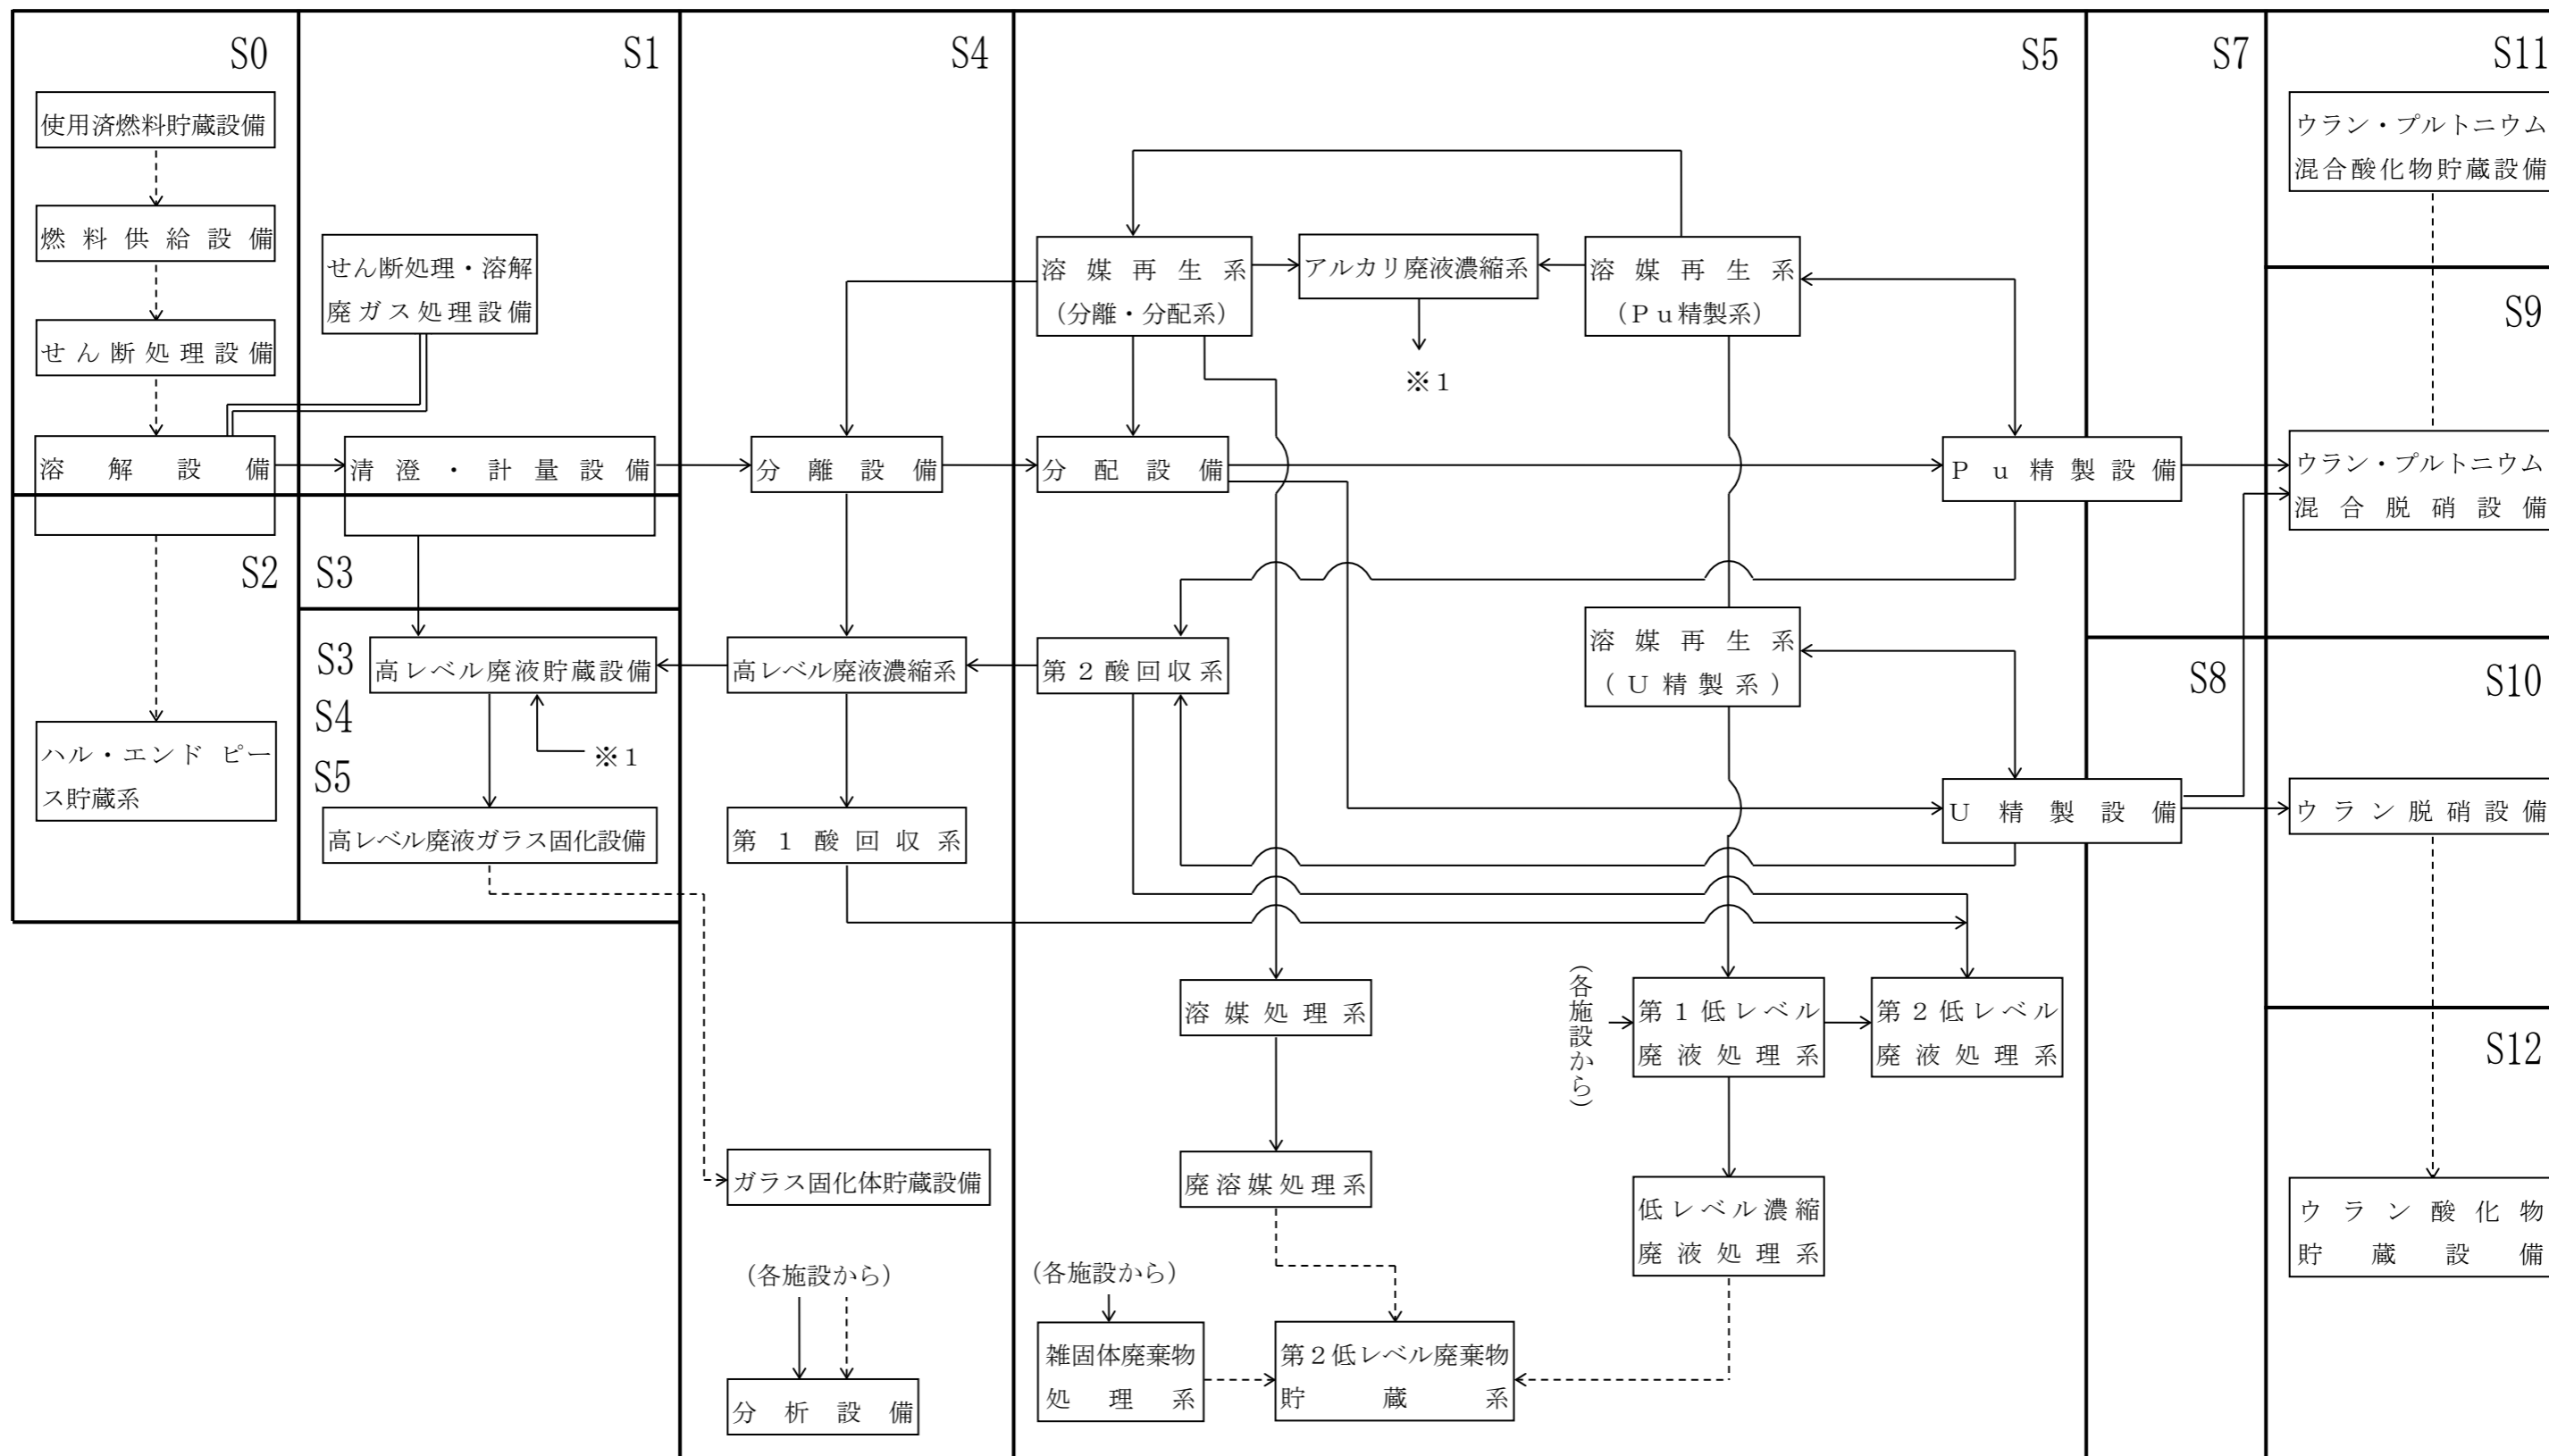 S0
S1
S4
S5
S7
S11
使用済燃料貯蔵設備
燃料供給設備
せん断処理設備
溶解設備
S2
ハル・エンド ピー
ス貯蔵系
せん断処理・溶解
廃ガス処理設備
清澄・計量設備
S3
S3
S4
S5
高レベル廃液貯蔵設備
※1
高レベル廃液ガラス固化設備
分離設備
高レベル廃液濃縮系
第1酸回収系
ガラス固化体貯蔵設備
(各施設から)
分析設備
溶媒再生系
(分離・分配系)
アルカリ廃液濃縮系
※1
溶媒再生系
(Pu精製系)
分配設備
Pu精製設備
第2酸回収系
溶媒再生系
(U精製系)
U精製設備
溶媒処理系
(各施設から)
第1低レベル
廃液処理系
第2低レベル
廃液処理系
廃溶媒処理系
低レベル濃縮
廃液処理系
(各施設から)
雑固体廃棄物
処理系
第2低レベル廃棄物
貯蔵系
S8
ウラン・プルトニウム
混合酸化物貯蔵設備
S9
ウラン・プルトニウム
混合脱硝設備
S10
ウラン脱硝設備
S12
ウラン酸化物
貯蔵設備